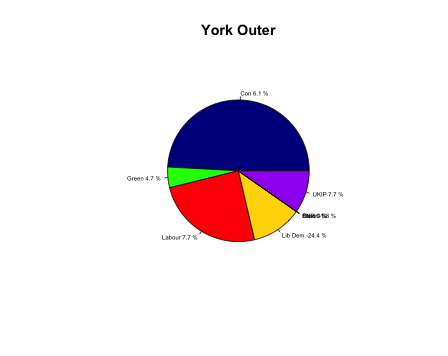 York Outer
Con 6.1 %
Green 4.7 %
UKIP 7.7 %
Labour 7.7 %
Lib Dem -24.4 %